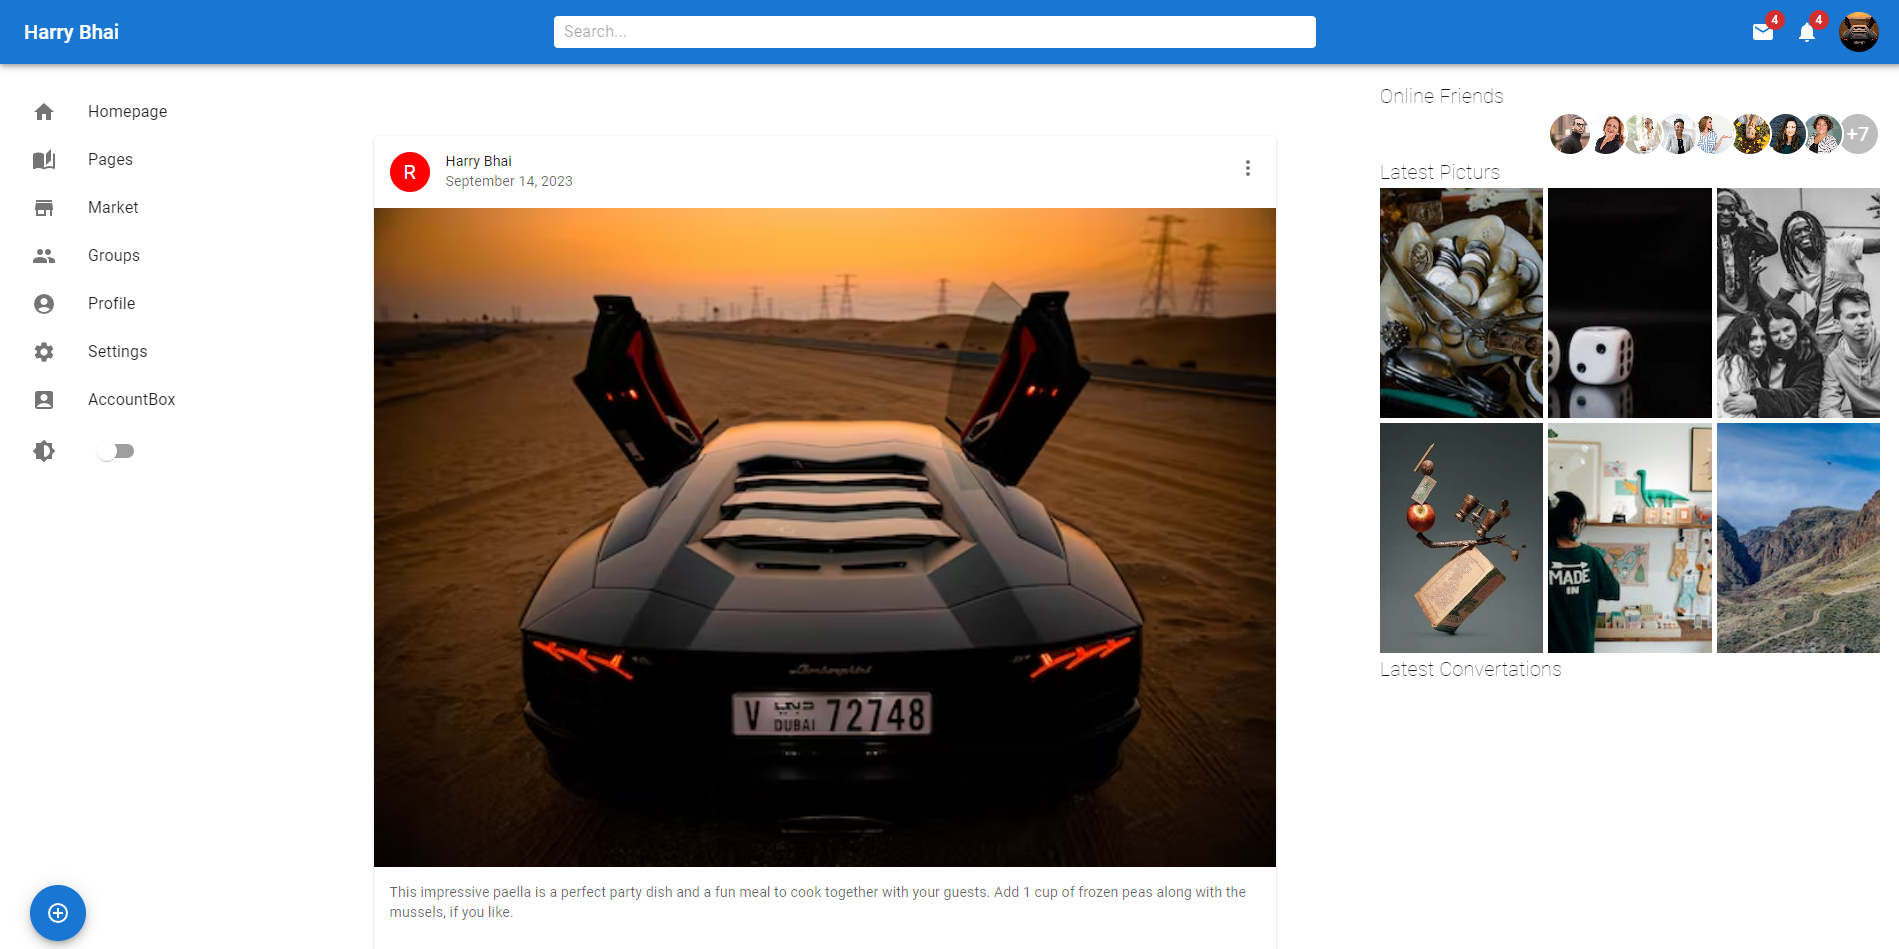 Harry Bhai
Search...
4
4
Homepage
Pages
Market
Groups
Profile
Settings
AccountBox
R
Harry Bhai
September 14, 2023
Lamborghini
V DUBAI 72748
This impressive paella is a perfect party dish and a fun meal to cook together with your guests. Add 1 cup of frozen peas along with the
mussels, if you like.
Online Friends
+7
Latest Picturs
MADE
IN
Latest Convertations